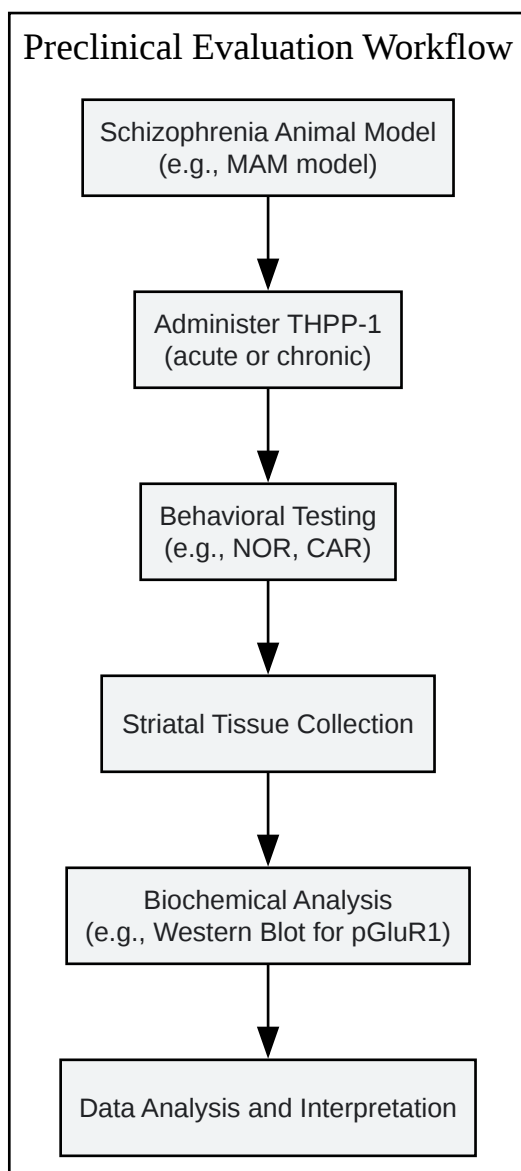 Preclinical Evaluation Workflow
Schizophrenia Animal Model
(e.g., MAM model)
Administer THPP-1
(acute or chronic)
Behavioral Testing
(e.g., NOR, CAR)
Striatal Tissue Collection
Biochemical Analysis
(e.g., Western Blot for pGluR1)
Data Analysis and Interpretation